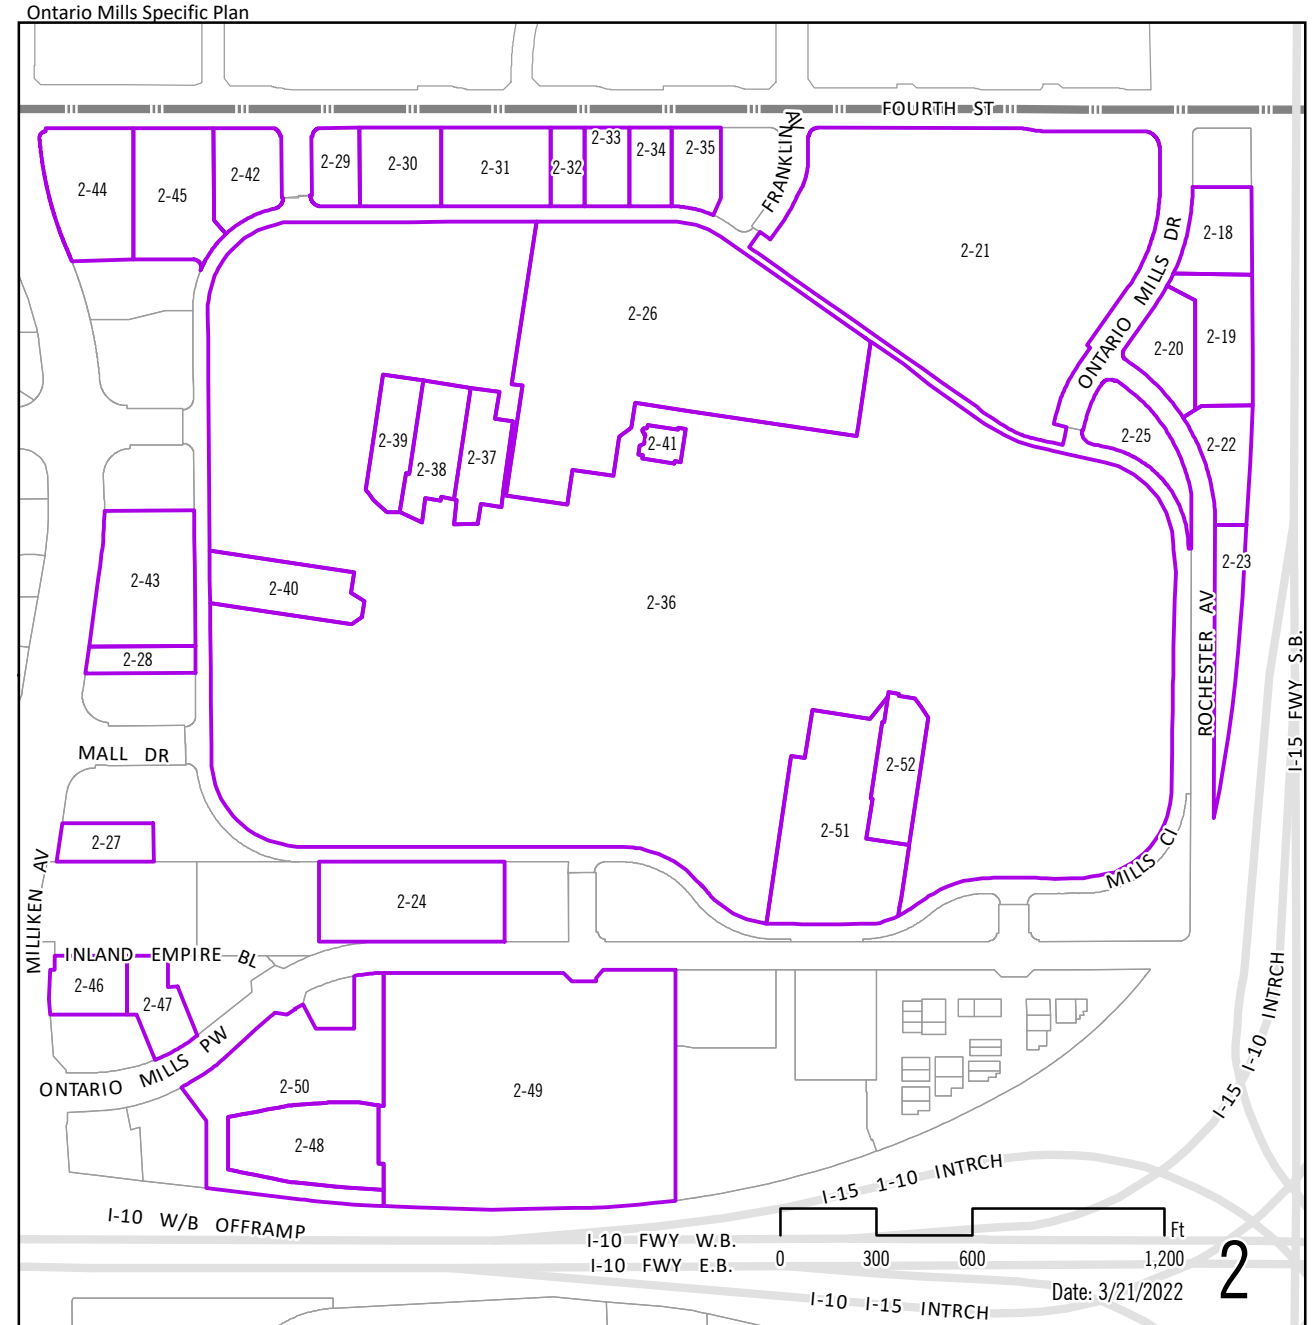 Ontario Mills Specific Plan
FOURTH ST
FRANKLIN AV
2-44
2-45
2-42
2-29
2-30
2-31
2-32
2-33
2-34
2-35
2-21
2-18
ONTARIO MILLS DR
2-26
2-19
2-20
2-39
2-38
2-37
2-41
2-25
2-22
2-43
2-40
2-36
2-23
2-28
ROCHESTER AV
I-15 FWY S.B.
MALL DR
2-52
2-51
2-27
MILLS CI
MILLIKEN AV
2-24
INLAND EMPIRE BL
2-46
2-47
ONTARIO MILLS PW
2-50
2-49
2-48
I-15 I-10 INTRCH
I-15 1-10 INTRCH
I-10 W/B OFFRAMP
I-10 FWY W.B.
I-10 FWY E.B.
0 300 600 1,200
Ft
Date: 3/21/2022
2
I-10 I-15 INTRCH